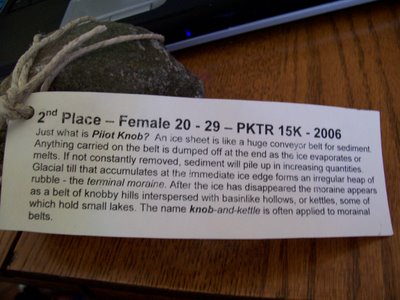 2nd Place – Female 20 - 29 – PKTR 15K - 2006
Just what is Pilot Knob? An ice sheet is like a huge conveyor belt for sediment.
Anything carried on the belt is dumped off at the end as the ice evaporates or
melts. If not constantly removed, sediment will pile up in increasing quantities.
Glacial till that accumulates at the immediate ice edge forms an irregular heap of
rubble - the terminal moraine. After the ice has disappeared the moraine appears
as a belt of knobby hills interspersed with basinlike hollows, or kettles, some of
which hold small lakes. The name knob-and-kettle is often applied to morainal
belts.